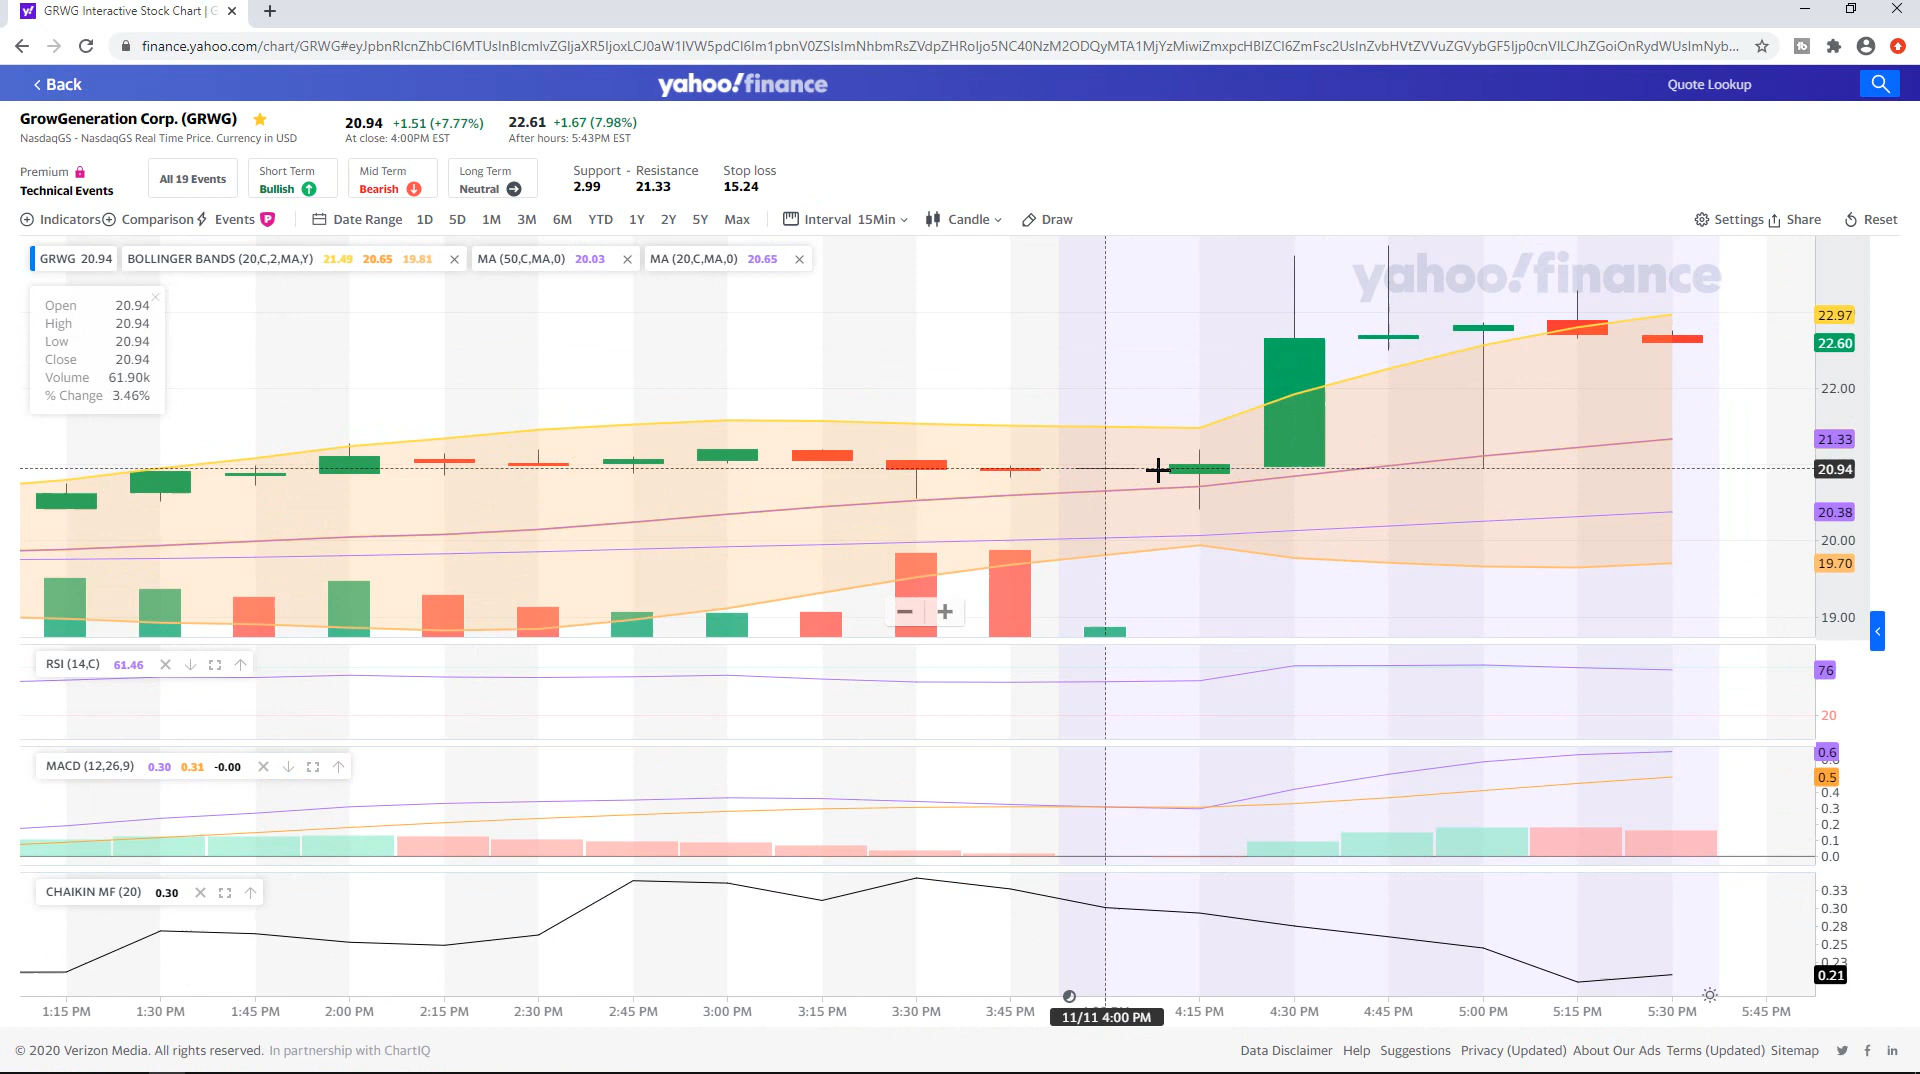 GRWG Interactive Stock Chart | G
finance.yahoo.com/chart/GRWG#eyJpbnRlcnZhbCI6MTUsInBlcmlvZGljaXR5IjoxLCJ0aW1lVW5pdCI6Im1pbnV0ZSIsImNhbmRsZVdpZHRoIjo5NC40NzM2ODQyMTA1MjYzMiwiZmxpcHBlZCI6ZmFsc2UsInZvbHVtZVVuZGVybGF5Ijp0cnVlLCJhZGoiOnRydWUsImNyb...
Back
yahoo!finance
Quote Lookup
GrowGeneration Corp. (GRWG)
NasdaqGS - NasdaqGS Real Time Price. Currency in USD
20.94 +1.51 (+7.77%)
At close: 4:00PM EST
22.61 +1.67 (7.98%)
After hours: 5:43PM EST
Premium
Technical Events
All 19 Events
Short Term
Bullish
Mid Term
Bearish
Long Term
Neutral
Support - Resistance
2.99 21.33
Stop loss
15.24
Indicators Comparison Events P Date Range 1D 5D 1M 3M 6M YTD 1Y 2Y 5Y Max Interval 15Min Candle Draw Settings Share Reset
GRWG 20.94 BOLLINGER BANDS (20,C,2,MA,Y) 21.49 20.65 19.81 MA (50,C,MA,0) 20.03 MA (20,C,MA,0) 20.65
yahoo!finance
Open 20.94
High 20.94
Low 20.94
Close 20.94
Volume 61.90k
% Change 3.46%
22.97
22.60
22.00
21.33
20.94
20.38
20.00
19.70
19.00
RSI (14,C) 61.46
76
20
MACD (12,26,9) 0.30 0.31 -0.00
0.6
0.5
0.4
0.3
0.2
0.1
0.0
CHAIKIN MF (20) 0.30
0.33
0.30
0.28
0.25
0.23
0.21
1:15 PM 1:30 PM 1:45 PM 2:00 PM 2:15 PM 2:30 PM 2:45 PM 3:00 PM 3:15 PM 3:30 PM 3:45 PM 11/11 4:00 PM 4:15 PM 4:30 PM 4:45 PM 5:00 PM 5:15 PM 5:30 PM 5:45 PM
© 2020 Verizon Media. All rights reserved. In partnership with ChartIQ
Data Disclaimer Help Suggestions Privacy (Updated) About Our Ads Terms (Updated) Sitemap